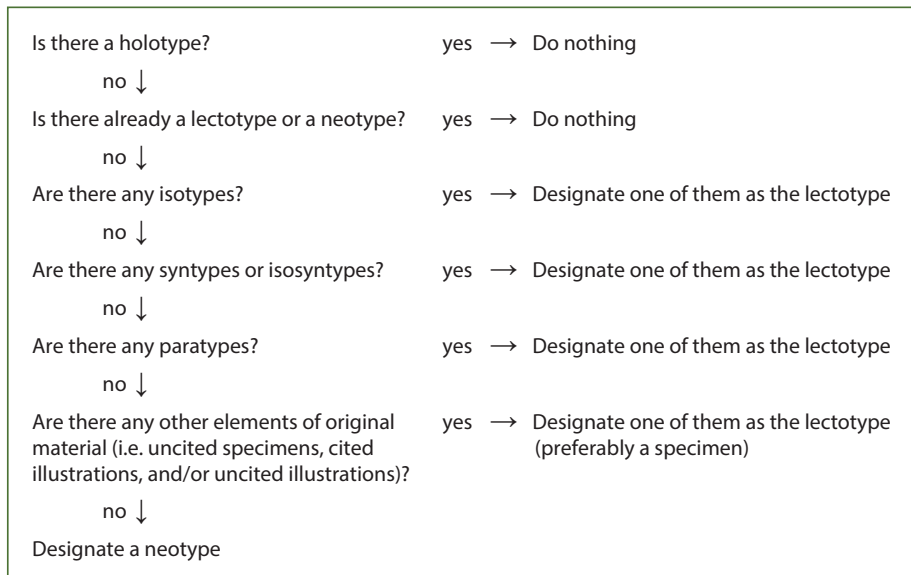 Is there a holotype? yes → Do nothing
no ↓
Is there already a lectotype or a neotype? yes → Do nothing
no ↓
Are there any isotypes? yes → Designate one of them as the lectotype
no ↓
Are there any syntypes or isosyntypes? yes → Designate one of them as the lectotype
no ↓
Are there any paratypes? yes → Designate one of them as the lectotype
no ↓
Are there any other elements of original yes → Designate one of them as the lectotype
material (i.e. uncited specimens, cited (preferably a specimen)
illustrations, and/or uncited illustrations)?
no ↓
Designate a neotype